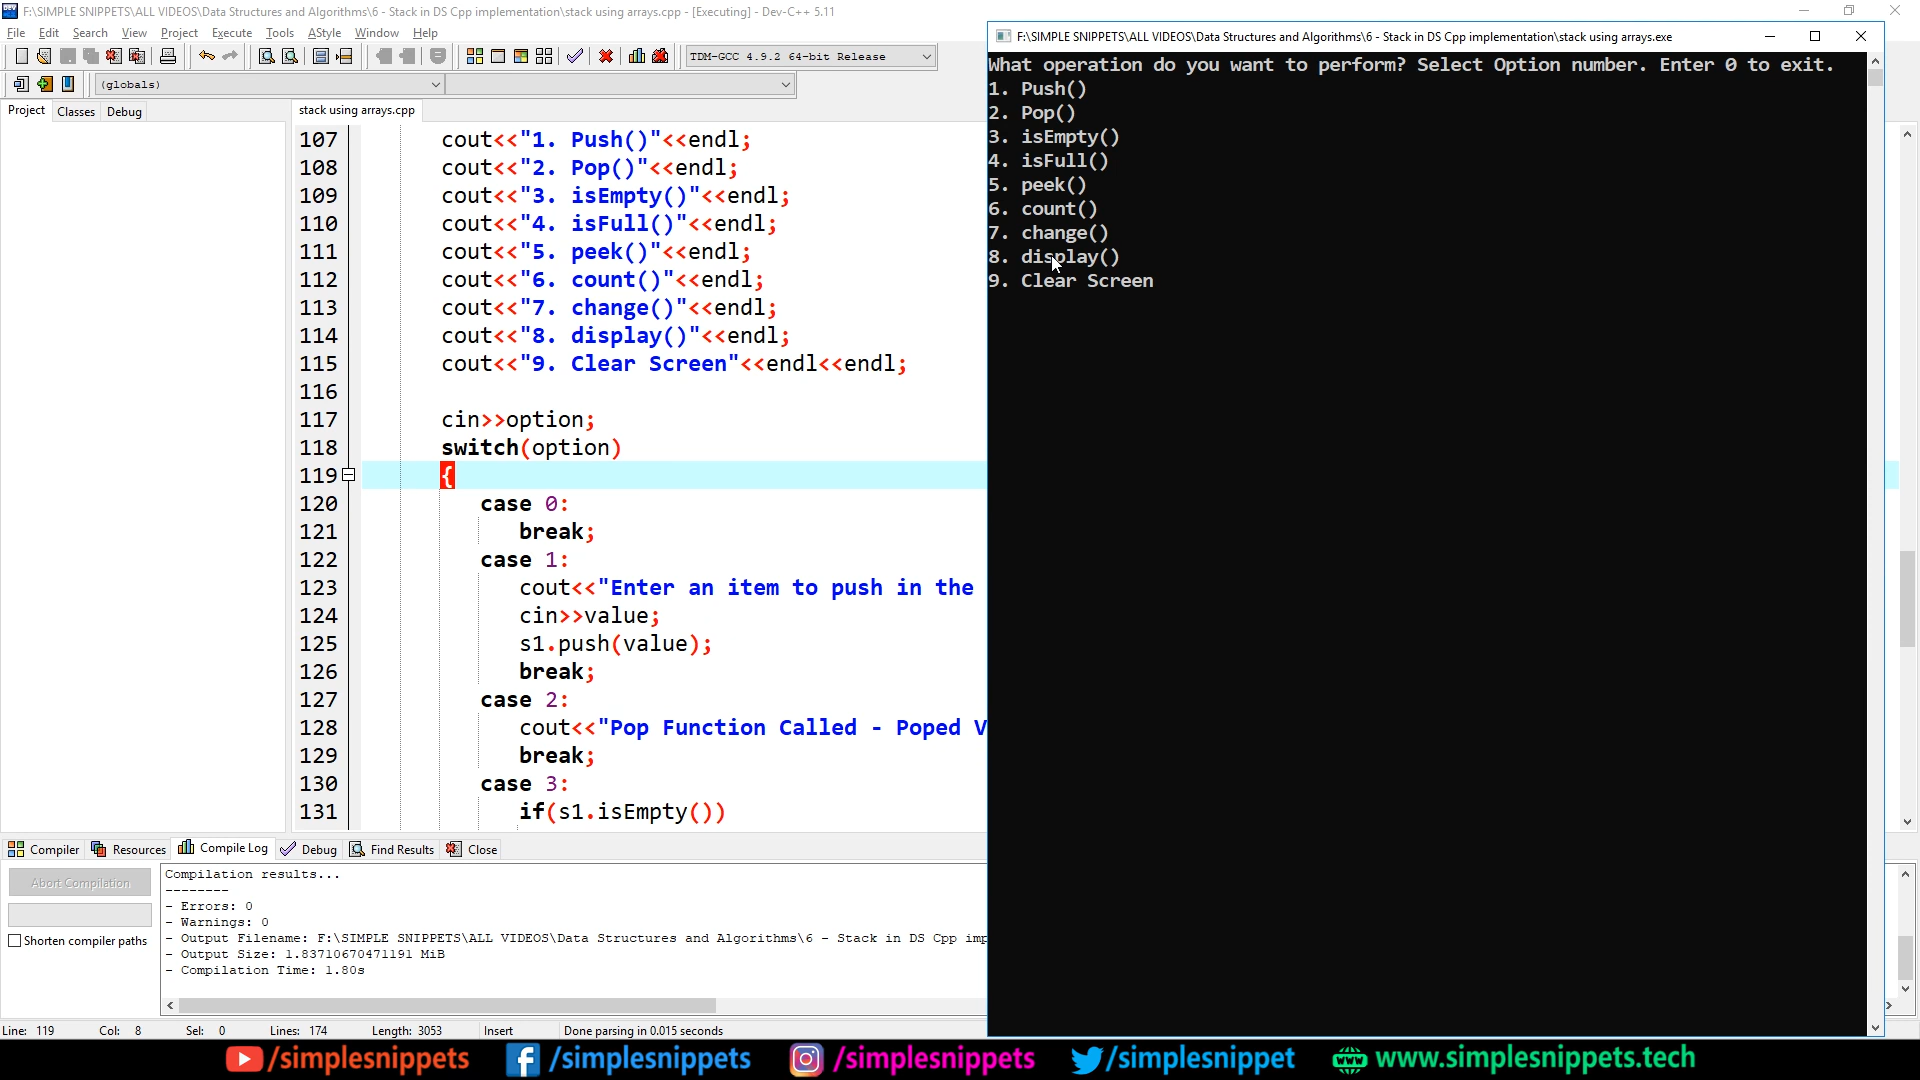 F:\SIMPLE SNIPPETS\ALL VIDEOS\Data Structures and Algorithms\6 - Stack in DS Cpp implementation\stack using arrays.cpp - [Executing] - Dev-C++ 5.11
File Edit Search View Project Execute Tools AStyle Window Help
TDM-GCC 4.9.2 64-bit Release
(globals)
Project Classes Debug
stack using arrays.cpp
107 cout<<"1. Push()"<<endl;
108 cout<<"2. Pop()"<<endl;
109 cout<<"3. isEmpty()"<<endl;
110 cout<<"4. isFull()"<<endl;
111 cout<<"5. peek()"<<endl;
112 cout<<"6. count()"<<endl;
113 cout<<"7. change()"<<endl;
114 cout<<"8. display()"<<endl;
115 cout<<"9. Clear Screen"<<endl<<endl;
116
117 cin>>option;
118 switch(option)
119 {
120 case 0:
121 break;
122 case 1:
123 cout<<"Enter an item to push in the
124 cin>>value;
125 s1.push(value);
126 break;
127 case 2:
128 cout<<"Pop Function Called - Poped V
129 break;
130 case 3:
131 if(s1.isEmpty())
F:\SIMPLE SNIPPETS\ALL VIDEOS\Data Structures and Algorithms\6 - Stack in DS Cpp implementation\stack using arrays.exe
What operation do you want to perform? Select Option number. Enter 0 to exit.
1. Push()
2. Pop()
3. isEmpty()
4. isFull()
5. peek()
6. count()
7. change()
8. display()
9. Clear Screen
Compiler Resources Compile Log Debug Find Results Close
Abort Compilation
Shorten compiler paths
Compilation results...
--------
- Errors: 0
- Warnings: 0
- Output Filename: F:\SIMPLE SNIPPETS\ALL VIDEOS\Data Structures and Algorithms\6 - Stack in DS Cpp imp
- Output Size: 1.83710670471191 MiB
- Compilation Time: 1.80s
Line: 119 Col: 8 Sel: 0 Lines: 174 Length: 3053 Insert Done parsing in 0.015 seconds
/simplesnippets /simplesnippets /simplesnippets /simplesnippet www.simplesnippets.tech